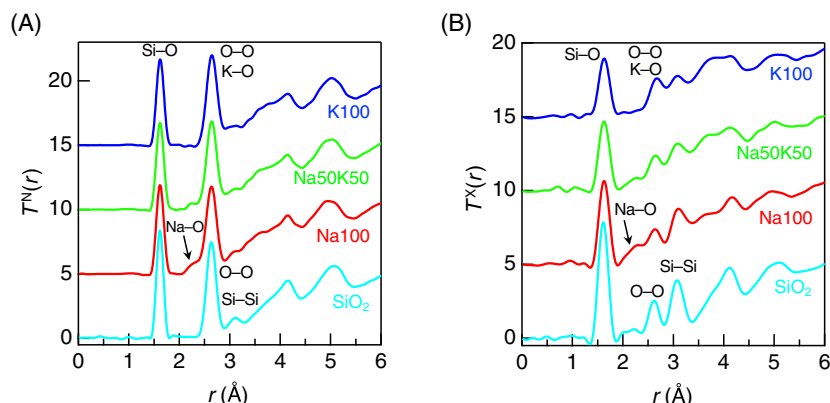 (A)
20
15
10
5
0
0 1 2 3 4 5 6
r (Å)
T^N(r)
Si–O
O–O
K–O
K100
Na50K50
Na–O
Na100
O–O
Si–Si
SiO₂
(B)
20
15
10
5
0
0 1 2 3 4 5 6
r (Å)
T^X(r)
Si–O
O–O
K–O
K100
Na50K50
Na–O
Na100
Si–Si
O–O
SiO₂